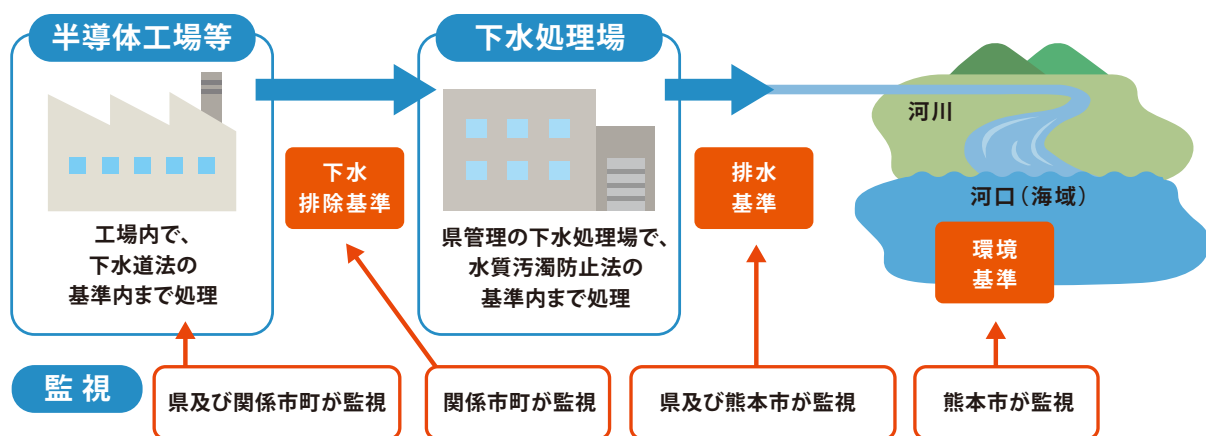 半導体工場等
下水処理場
河川
下水
排除基準
排水
基準
河口(海域)
環境
基準
工場内で、
下水道法の
基準内まで処理
県管理の下水処理場で、
水質汚濁防止法の
基準内まで処理
監視
県及び関係市町が監視
関係市町が監視
県及び熊本市が監視
熊本市が監視